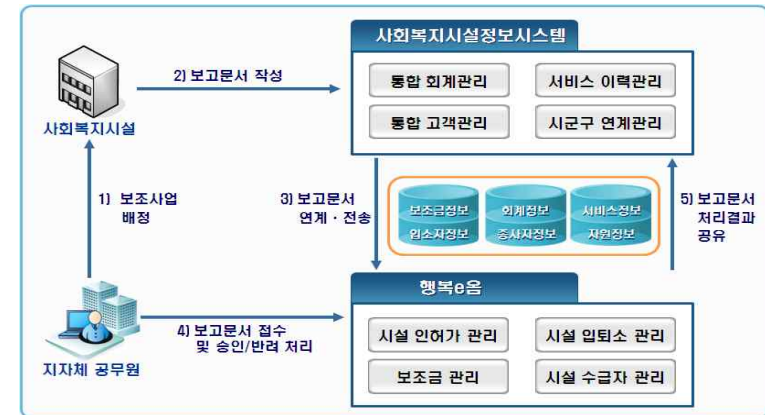 사회복지시설정보시스템
2) 보고문서 작성
통합 회계관리
서비스 이력관리
통합 고객관리
시군구 연계관리
사회복지시설
1) 보조사업
배정
3) 보고문서
연계·전송
보조금정보
회계정보
서비스정보
입소자정보
종사자정보
자원정보
5) 보고문서
처리결과
공유
행복e음
4) 보고문서 접수
및 승인/반려 처리
시설 인허가 관리
시설 입퇴소 관리
보조금 관리
시설 수급자 관리
지자체 공무원